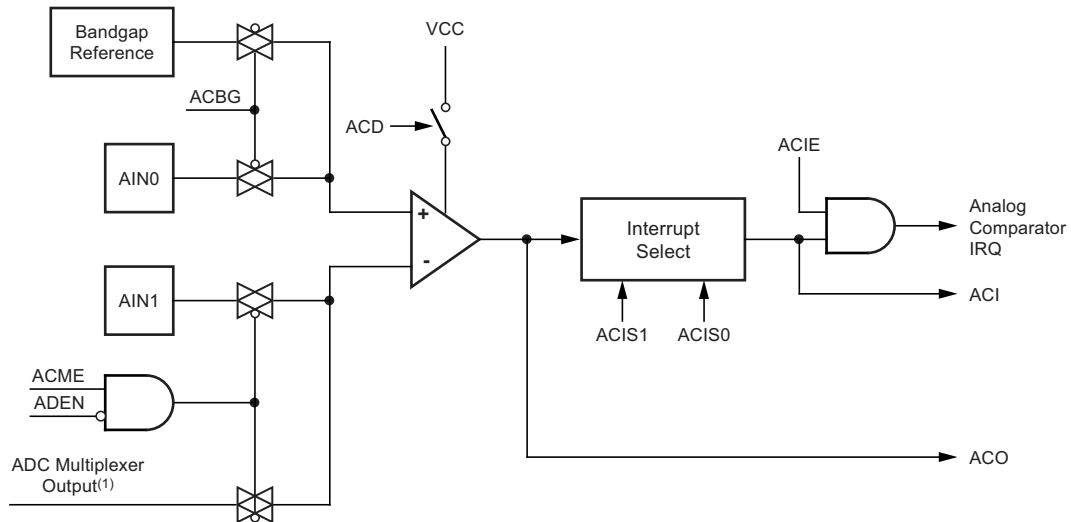 Bandgap
Reference
VCC
ACBG
ACD
ACIE
AIN0
+
Interrupt
Select
Analog
Comparator
IRQ
-
AIN1
ACI
ACIS1
ACIS0
ACME
ADEN
ADC Multiplexer
Output(1)
ACO